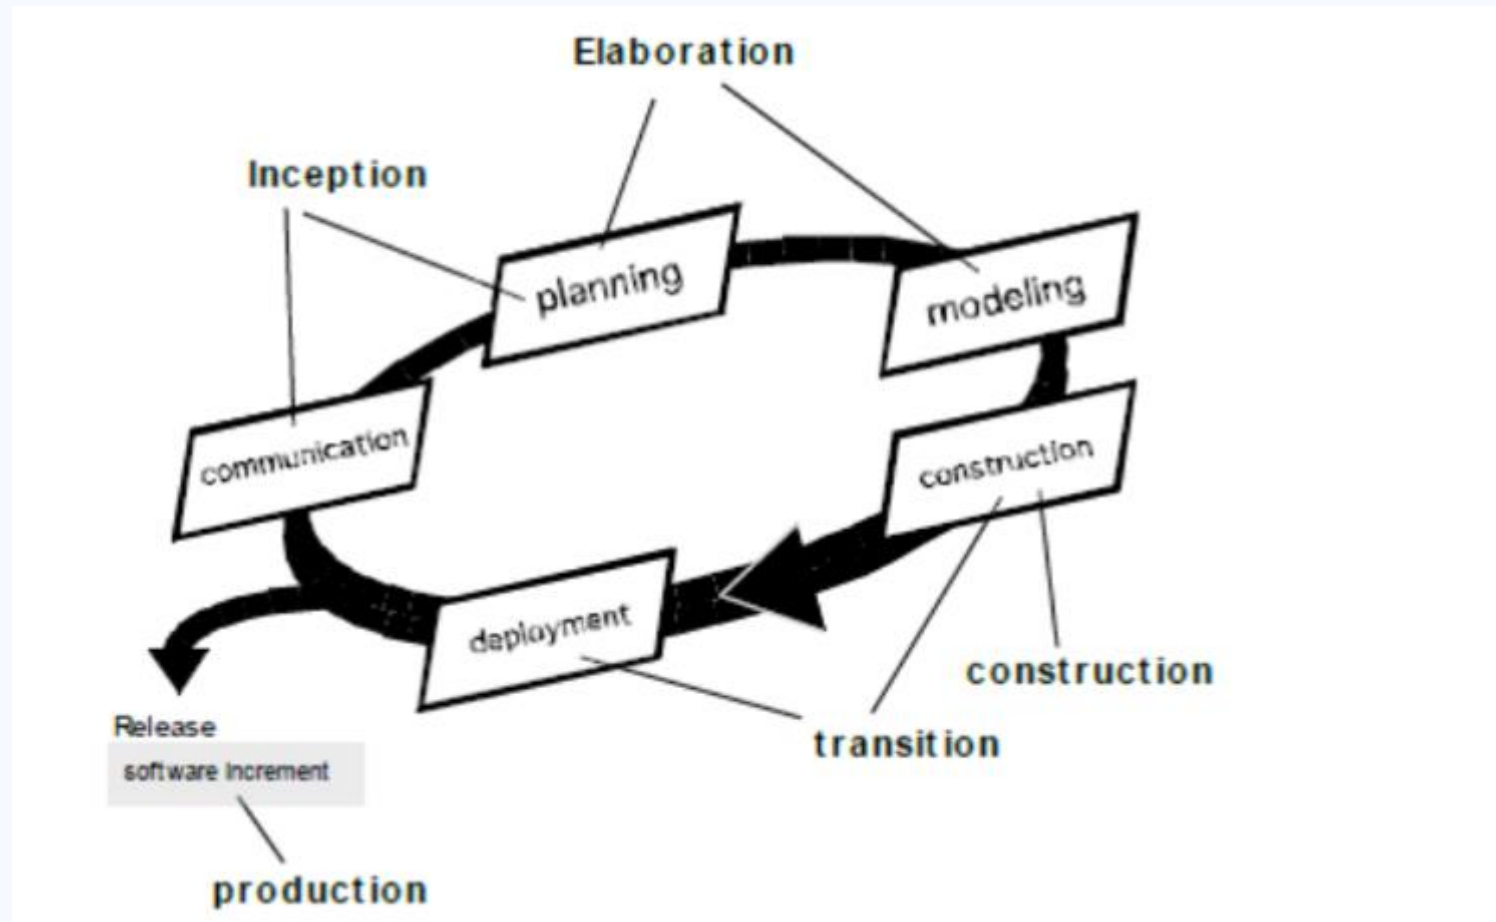 Elaboration
Inception
planning
modeling
communication
construction
deployment
construction
transition
Release
software Increment
production